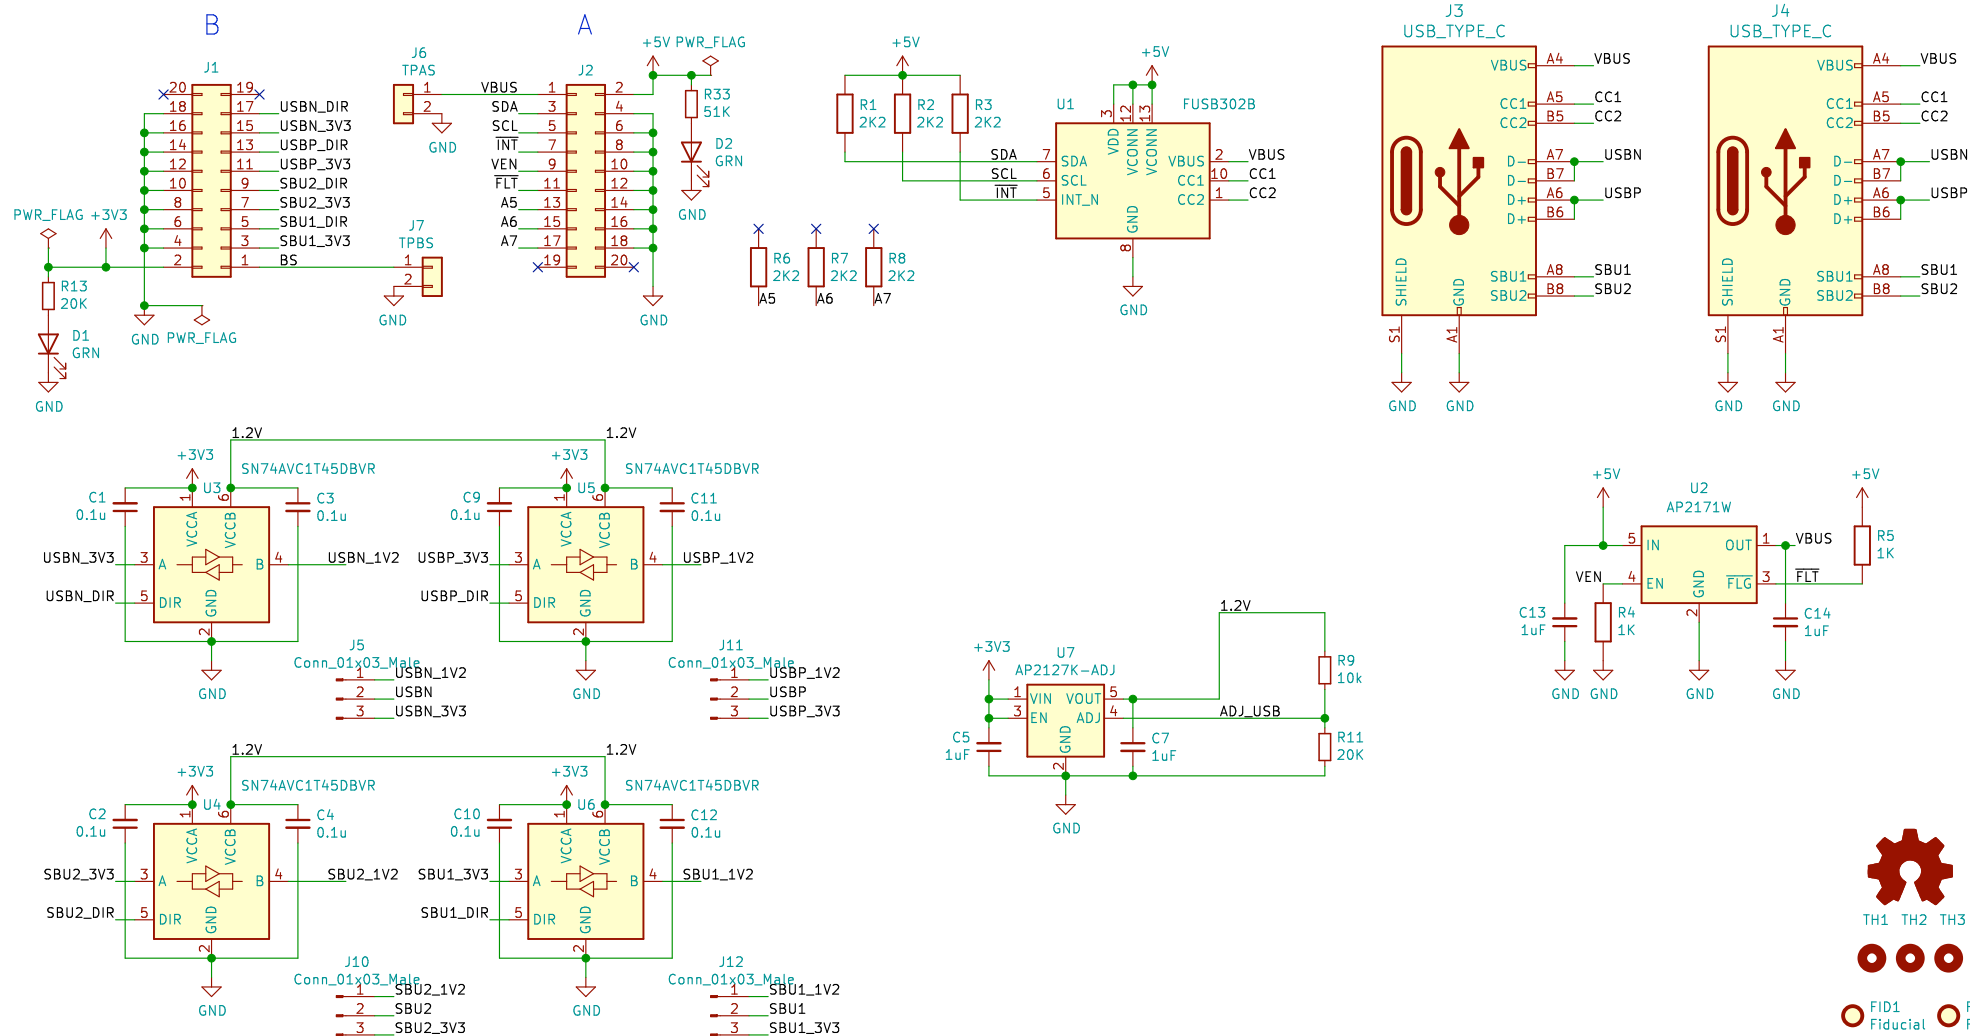 B
J1
20
19
18
17
USBN_DIR
16
15
USBN_3V3
14
13
USBP_DIR
12
11
USBP_3V3
10
9
SBU2_DIR
8
7
SBU2_3V3
6
5
SBU1_DIR
4
3
SBU1_3V3
2
1
BS
PWR_FLAG
+3V3
R13
20K
D1
GRN
GND
GND
PWR_FLAG
J6
TPAS
1
2
GND
J7
TPBS
1
2
GND
A
J2
VBUS
1
2
SDA
3
4
SCL
5
6
INT
7
8
VEN
9
10
FLT
11
12
A5
13
14
A6
15
16
A7
17
18
19
20
+5V
PWR_FLAG
R33
51K
D2
GRN
GND
GND
+5V
R1
2K2
R2
2K2
R3
2K2
R6
2K2
A5
R7
2K2
A6
R8
2K2
A7
+5V
U1
FUSB302B
3
12
13
VDD
VCONN
VCONN
SDA
7
SDA
SCL
6
SCL
INT
5
INT_N
VBUS
2
VBUS
CC1
10
CC1
CC2
1
CC2
GND
8
GND
J3
USB_TYPE_C
VBUS
A4
VBUS
CC1
A5
CC1
CC2
B5
CC2
D-
A7
USBN
D-
B7
D+
A6
USBP
D+
B6
SBU1
A8
SBU1
SBU2
B8
SBU2
SHIELD
GND
S1
A1
GND
GND
J4
USB_TYPE_C
VBUS
A4
VBUS
CC1
A5
CC1
CC2
B5
CC2
D-
A7
USBN
D-
B7
D+
A6
USBP
D+
B6
SBU1
A8
SBU1
SBU2
B8
SBU2
SHIELD
GND
S1
A1
GND
GND
1.2V
1.2V
+3V3
SN74AVC1T45DBVR
U3
C1
0.1u
C3
0.1u
1
6
VCCA
VCCB
USBN_3V3
3
A
B
4
USBN_1V2
USBN_DIR
5
DIR
GND
2
GND
J5
Conn_01x03_Male
1
USBN_1V2
2
USBN
3
USBN_3V3
+3V3
SN74AVC1T45DBVR
U5
C9
0.1u
C11
0.1u
1
6
VCCA
VCCB
USBP_3V3
3
A
B
4
USBP_1V2
USBP_DIR
5
DIR
GND
2
GND
J11
Conn_01x03_Male
1
USBP_1V2
2
USBP
3
USBP_3V3
1.2V
1.2V
+3V3
SN74AVC1T45DBVR
U4
C2
0.1u
C4
0.1u
1
6
VCCA
VCCB
SBU2_3V3
3
A
B
4
SBU2_1V2
SBU2_DIR
5
DIR
GND
2
GND
J10
Conn_01x03_Male
1
SBU2_1V2
2
SBU2
3
SBU2_3V3
+3V3
SN74AVC1T45DBVR
U6
C10
0.1u
C12
0.1u
1
6
VCCA
VCCB
SBU1_3V3
3
A
B
4
SBU1_1V2
SBU1_DIR
5
DIR
GND
2
GND
J12
Conn_01x03_Male
1
SBU1_1V2
2
SBU1
3
SBU1_3V3
1.2V
+3V3
U7
AP2127K-ADJ
1
VIN
VOUT
5
3
EN
ADJ
4
ADJ_USB
GND
2
C5
1uF
C7
1uF
R9
10k
R11
20K
GND
+5V
U2
AP2171W
+5V
5
IN
OUT
1
VBUS
VEN
4
EN
FLG
3
FLT
GND
2
R5
1K
C13
1uF
R4
1K
C14
1uF
GND
GND
GND
GND
TH1
TH2
TH3
FID1
Fiducial